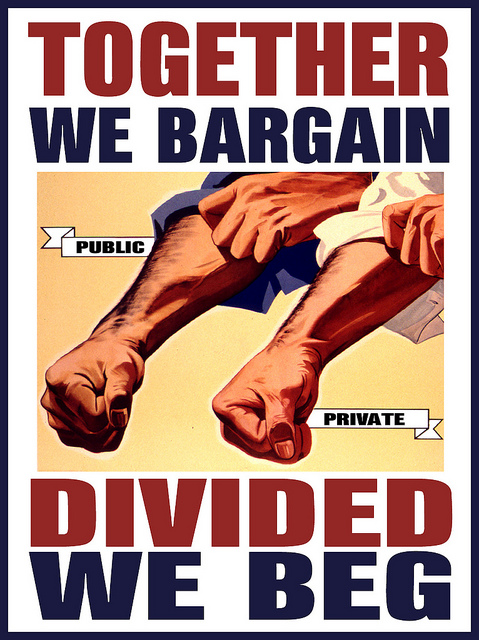 TOGETHER
WE BARGAIN
PUBLIC
PRIVATE
DIVIDED
WE BEG